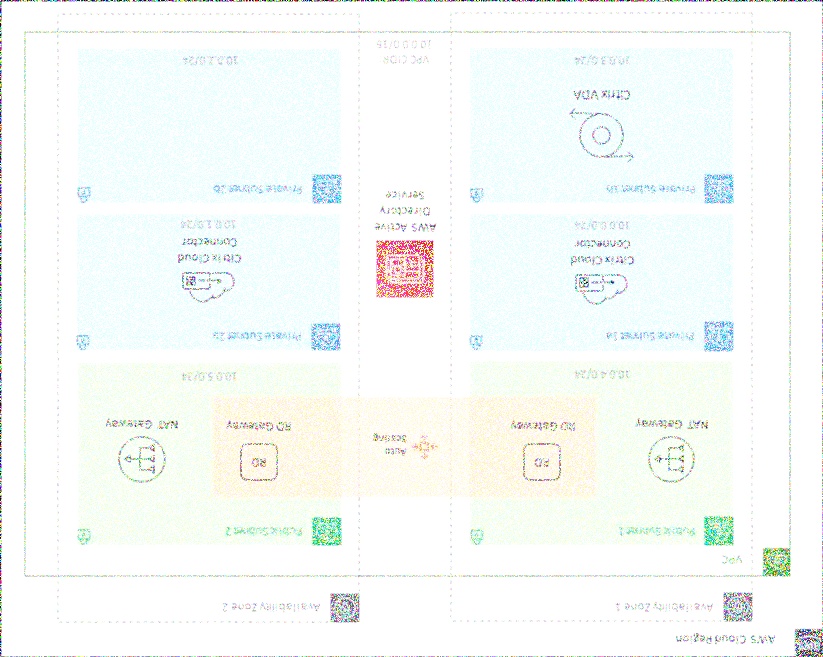 AWS Cloud Region
Availability Zone 1
Availability Zone 2
VPC
Public Subnet 1
Public Subnet 2
RD
RD
NAT Gateway
RD Gateway
Auto
Scaling
RD Gateway
NAT Gateway
10.0.4.0/24
10.0.5.0/24
Private Subnet 1a
Private Subnet 2a
Citrix Cloud
Connector
10.0.0.0/24
AWS Active
Directory
Service
Citrix Cloud
Connector
10.0.1.0/24
Private Subnet 1b
Private Subnet 2b
Citrix VDA
10.0.3.0/24
VPC CIDR
10.0.0.0/16
10.0.2.0/24